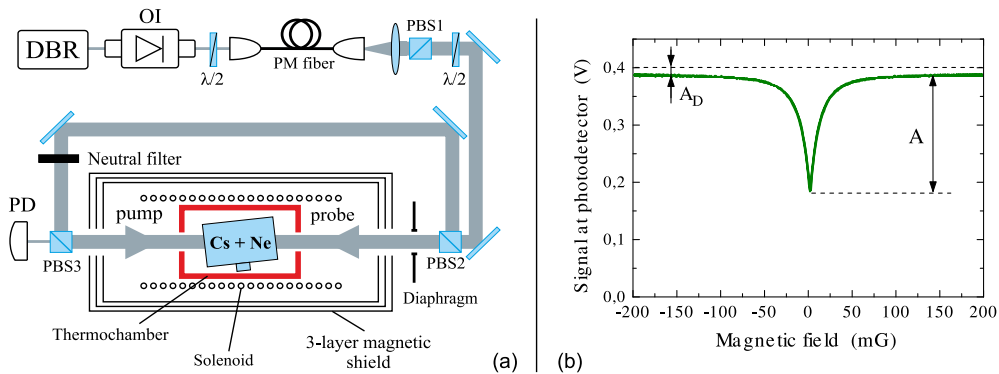 OI
PBS1
DBR
λ/2
PM fiber
λ/2
Neutral filter
PD
pump
probe
Cs + Ne
PBS3
PBS2
Diaphragm
Thermochamber
Solenoid
3-layer magnetic
shield
(a)
Signal at photodetector (V)
0,4
0,3
0,2
0,1
0,0
A_D
A
-200 -150 -100 -50 0 50 100 150 200
Magnetic field (mG)
(b)